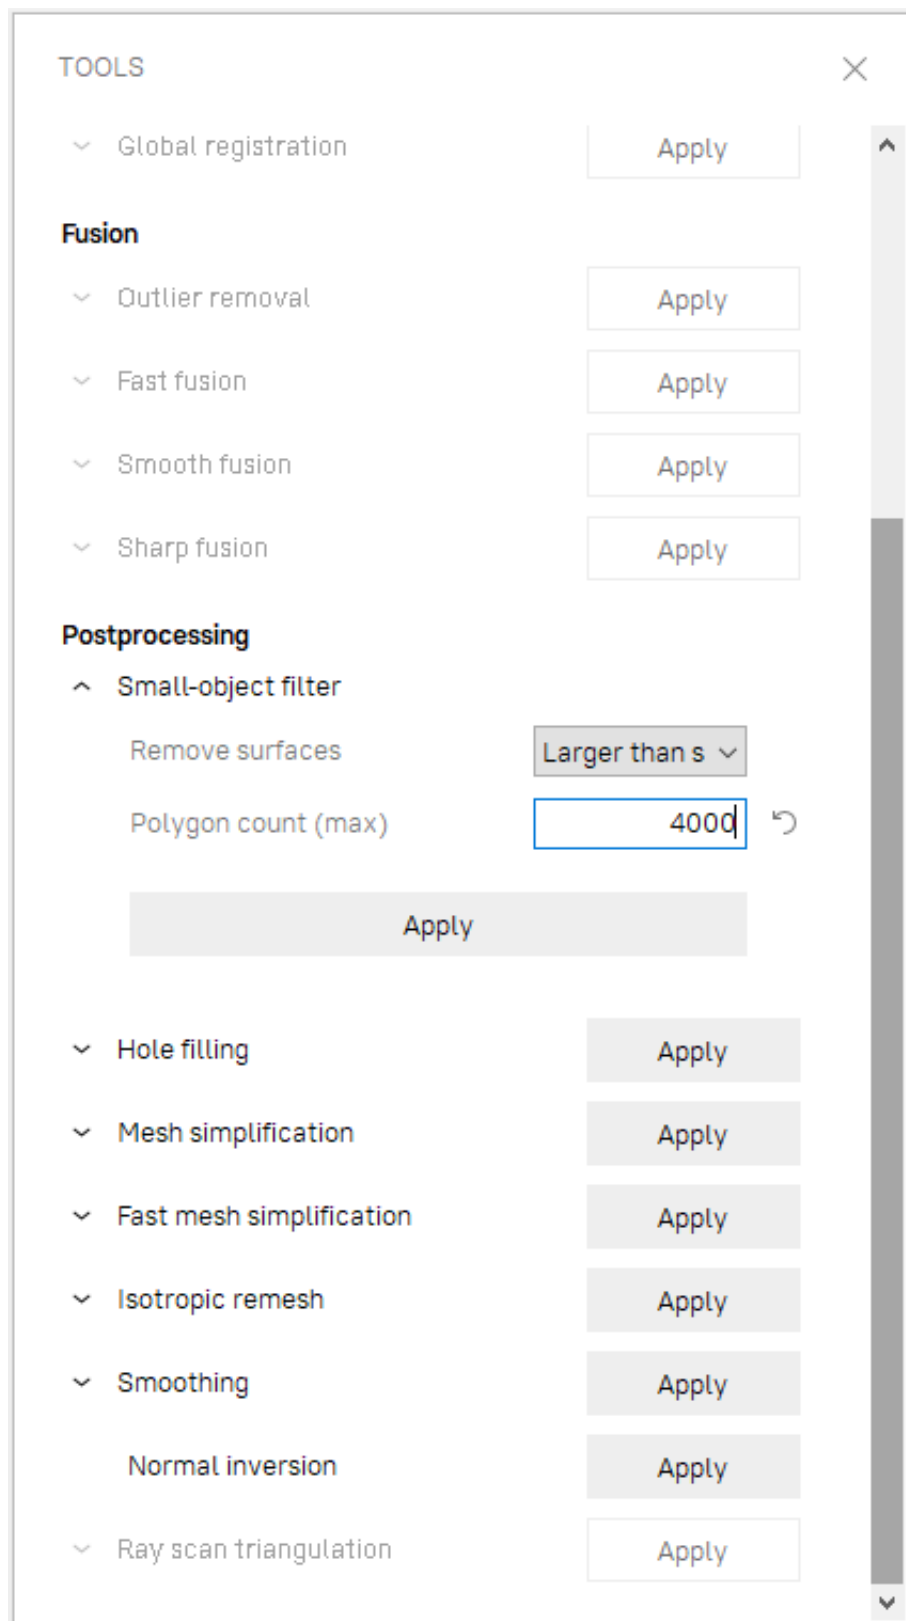 TOOLS
Global registration Apply
Fusion
Outlier removal Apply
Fast fusion Apply
Smooth fusion Apply
Sharp fusion Apply
Postprocessing
Small-object filter
Remove surfaces Larger than s
Polygon count (max) 4000
Apply
Hole filling Apply
Mesh simplification Apply
Fast mesh simplification Apply
Isotropic remesh Apply
Smoothing Apply
Normal inversion Apply
Ray scan triangulation Apply